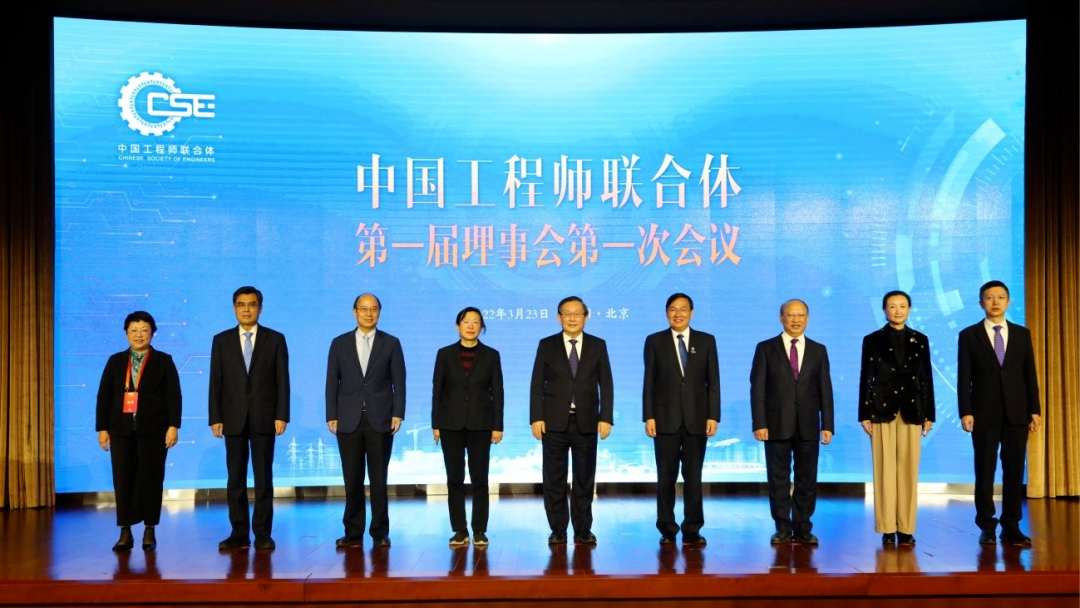 CSE
中国工程师联合体
CHINESE SOCIETY OF ENGINEERS
中国工程师联合体
第一届理事会第一次会议
22年3月23日 · 北京